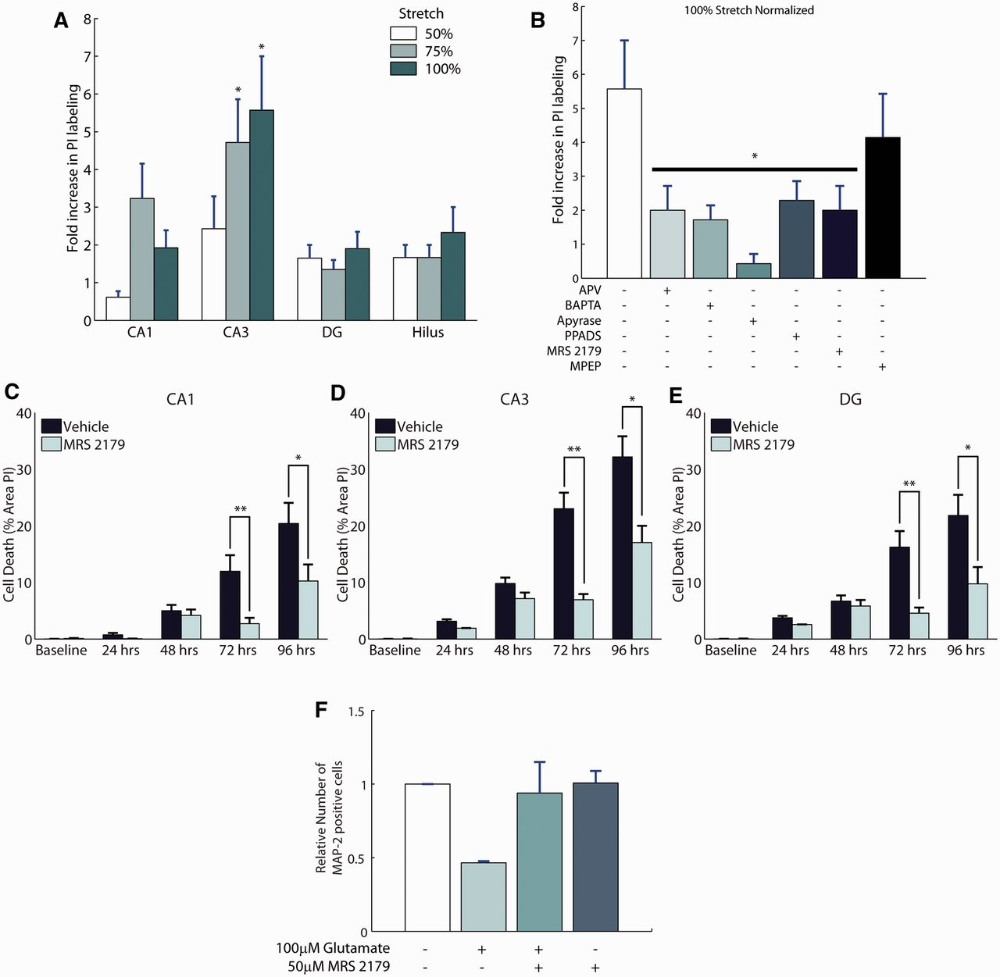 A
Stretch
50%
75%
100%
Fold increase in PI labeling
8
7
6
5
4
3
2
1
0
*
*
CA1 CA3 DG Hilus
B
100% Stretch Normalized
Fold increase in PI labeling
8
7
6
5
4
3
2
1
0
*
APV - + - - - - -
BAPTA - - + - - - -
Apyrase - - - + - - -
PPADS - - - - + - -
MRS 2179 - - - - - + -
MPEP - - - - - - +
C
CA1
Vehicle
MRS 2179
Cell Death (% Area PI)
40
30
20
10
0
**
*
Baseline 24 hrs 48 hrs 72 hrs 96 hrs
D
CA3
Vehicle
MRS 2179
Cell Death (% Area PI)
40
30
20
10
0
**
*
Baseline 24 hrs 48 hrs 72 hrs 96 hrs
E
DG
Vehicle
MRS 2179
Cell Death (% Area PI)
40
30
20
10
0
**
*
Baseline 24 hrs 48 hrs 72 hrs 96 hrs
F
Relative Number of
MAP-2 positive cells
1.5
1
0.5
0
100μM Glutamate - + + -
50μM MRS 2179 - - + +